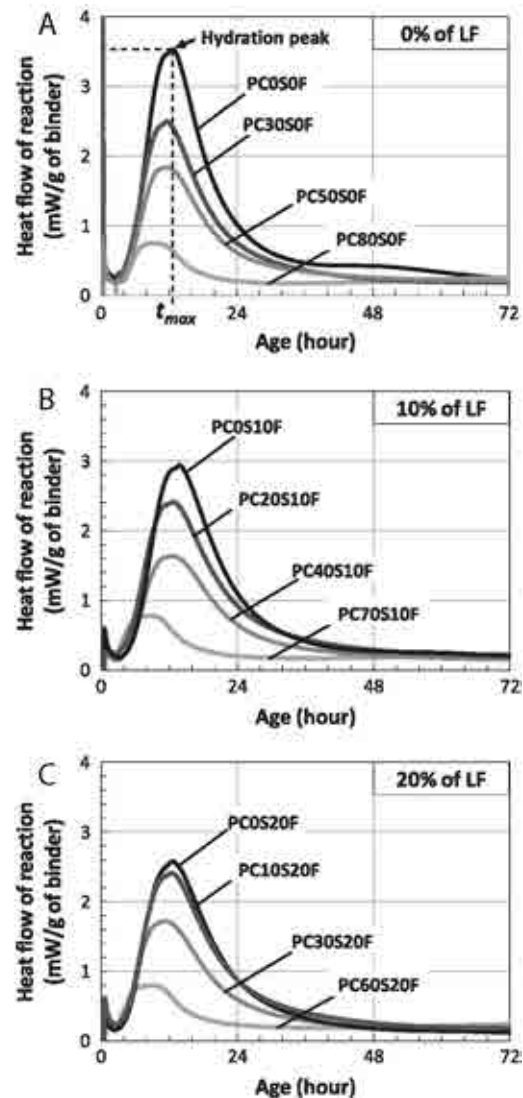 A
0% of LF
Hydration peak
PC0S0F
PC30S0F
PC50S0F
PC80S0F
Heat flow of reaction
(mW/g of binder)
4
3
2
1
0
0
t_max
24
48
72
Age (hour)
B
10% of LF
PC0S10F
PC20S10F
PC40S10F
PC70S10F
Heat flow of reaction
(mW/g of binder)
4
3
2
1
0
0
24
48
72
Age (hour)
C
20% of LF
PC0S20F
PC10S20F
PC30S20F
PC60S20F
Heat flow of reaction
(mW/g of binder)
4
3
2
1
0
0
24
48
72
Age (hour)